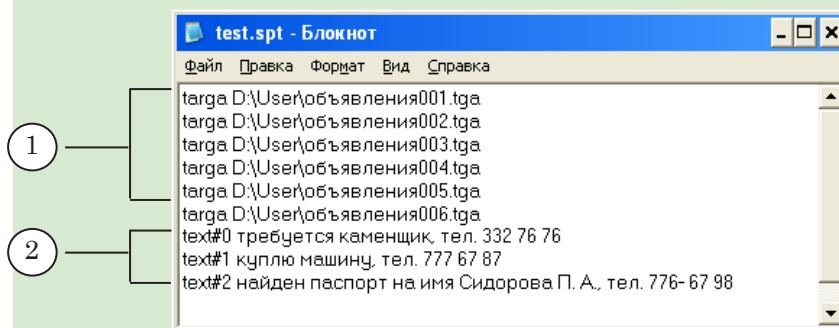 test.spt - Блокнот
Файл Правка Формат Вид Справка
targa D:\User\объявления001.tga
targa D:\User\объявления002.tga
targa D:\User\объявления003.tga
targa D:\User\объявления004.tga
targa D:\User\объявления005.tga
targa D:\User\объявления006.tga
text#0 требуется каменщик, тел. 332 76 76
text#1 куплю машину, тел. 777 67 87
text#2 найден паспорт на имя Сидорова П. А., тел. 776- 67 98
1
2